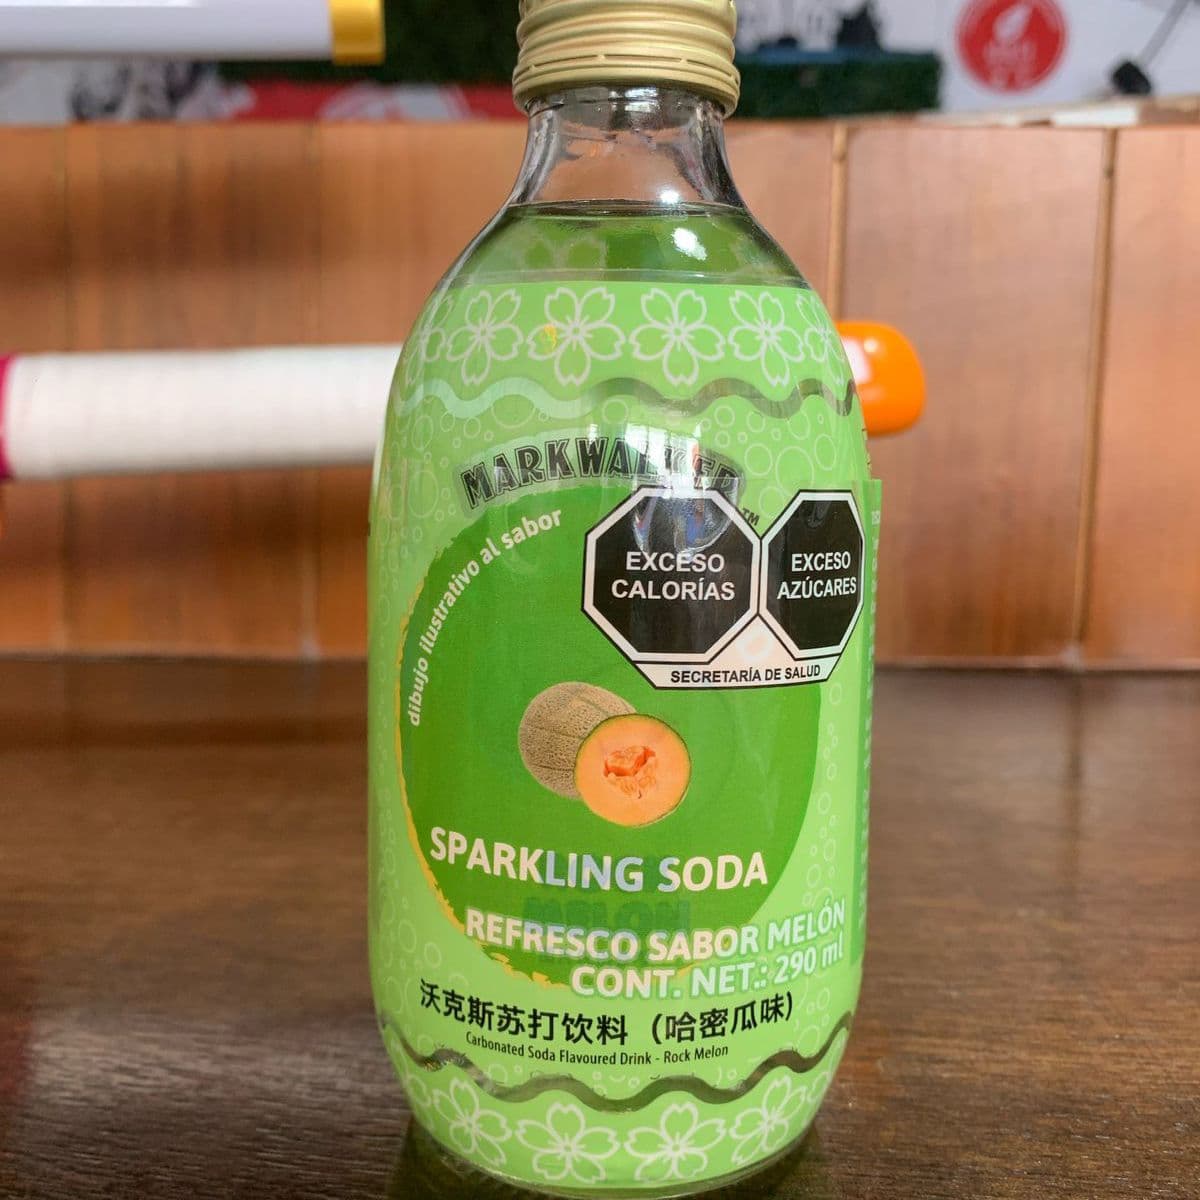 MARKWALKER
TM
dibujo ilustrativo al sabor
EXCESO
CALORÍAS
EXCESO
AZÚCARES
SECRETARÍA DE SALUD
SPARKLING SODA
MELON
REFRESCO SABOR MELÓN
CONT. NET.: 290 ml
沃克斯苏打饮料（哈密瓜味）
Carbonated Soda Flavoured Drink - Rock Melon